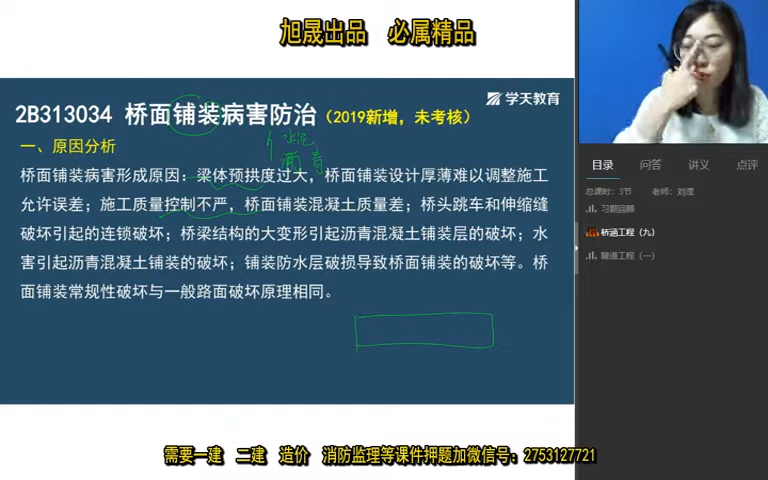 旭晟出品 必属精品
2B313034 桥面铺装病害防治（2019新增，未考核）
学天教育
水泥
沥青
一、原因分析
桥面铺装病害形成原因：梁体预拱度过大，桥面铺装设计厚薄难以调整施工
允许误差；施工质量控制不严，桥面铺装混凝土质量差；桥头跳车和伸缩缝
破坏引起的连锁破坏；桥梁结构的大变形引起沥青混凝土铺装层的破坏；水
害引起沥青混凝土铺装的破坏；铺装防水层破损导致桥面铺装的破坏等。桥
面铺装常规性破坏与一般路面破坏原理相同。
目录 问答 讲义 点评
总课时：3节 老师：刘滢
习题回顾
桥涵工程（九）
隧道工程（一）
需要一建 二建 造价 消防监理等课件押题加微信号：2753127721